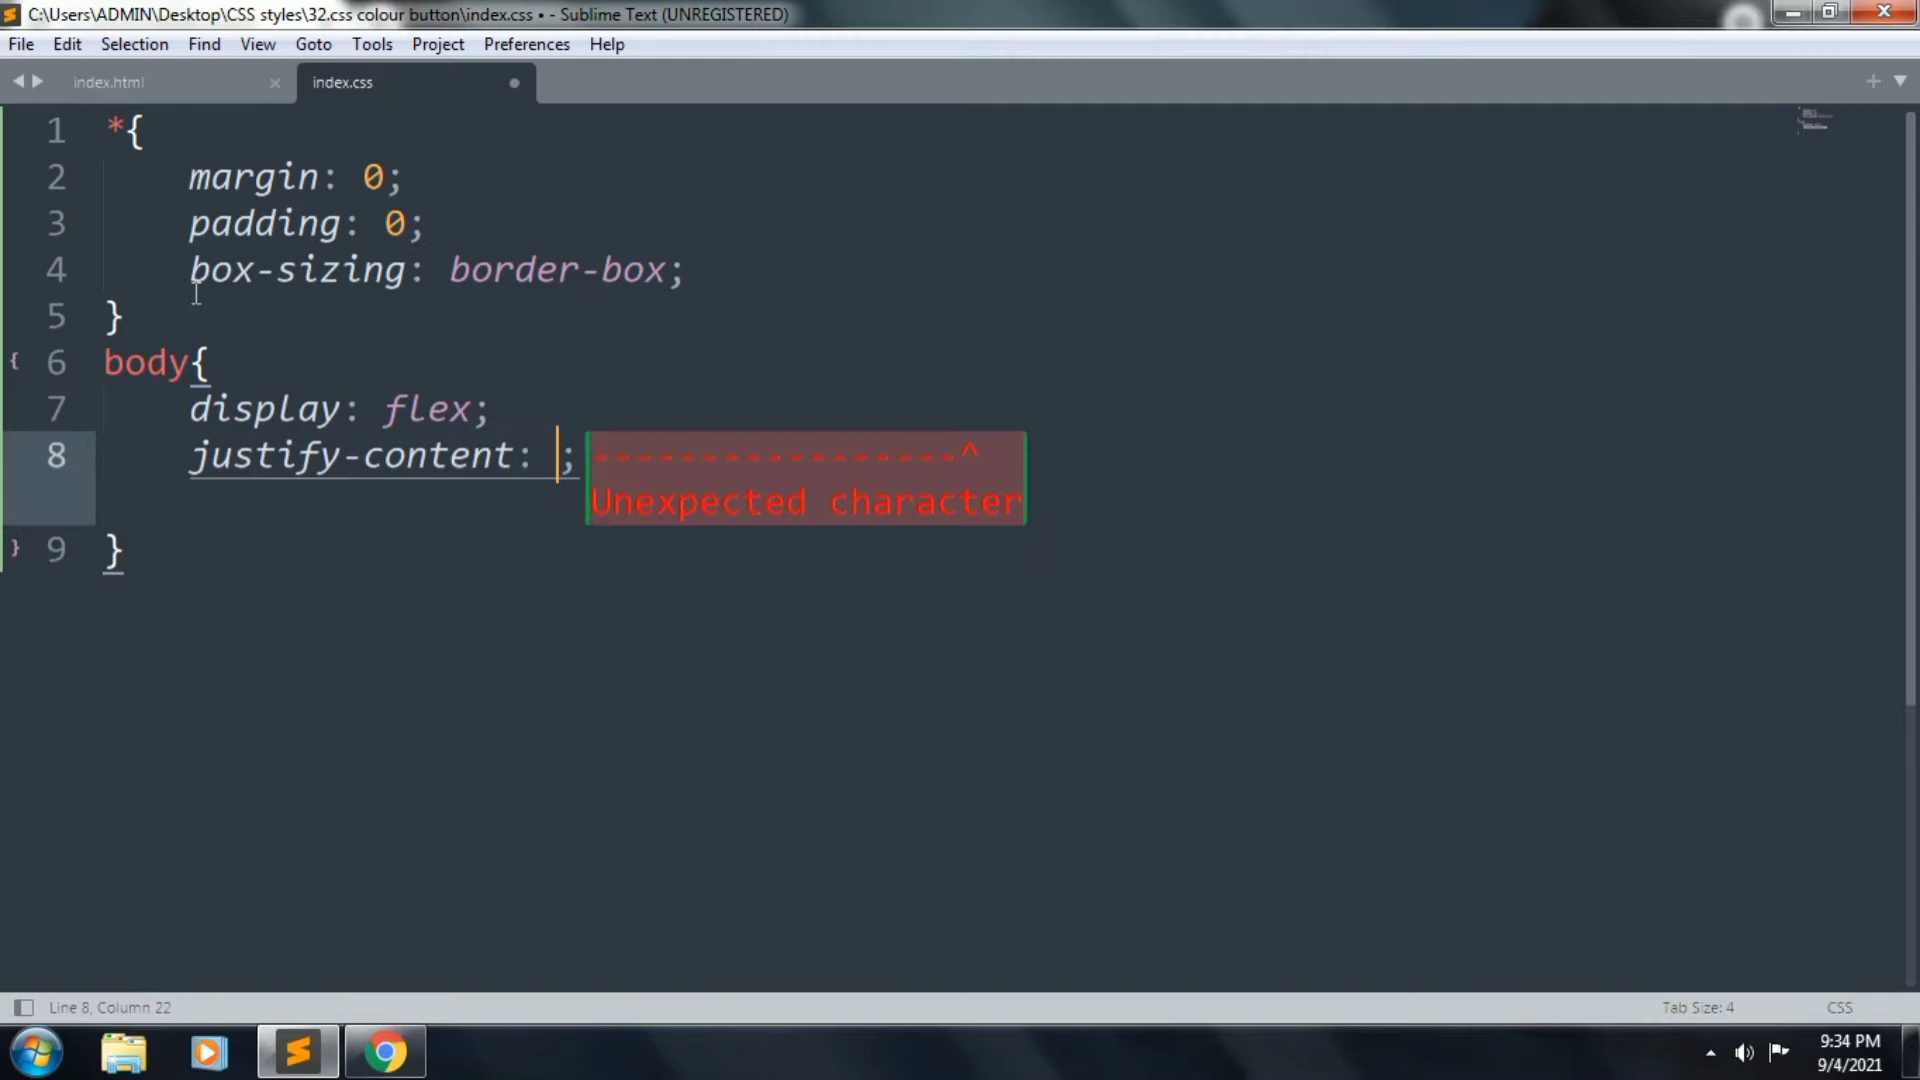 C:\Users\ADMIN\Desktop\CSS styles\32.css colour button\index.css • - Sublime Text (UNREGISTERED)
File Edit Selection Find View Goto Tools Project Preferences Help
index.html index.css
1 *{
2 margin: 0;
3 padding: 0;
4 box-sizing: border-box;
5 }
{ 6 body{
7 display: flex;
8 justify-content: ; -----------------^
Unexpected character
} 9 }
Line 8, Column 22 Tab Size: 4 CSS
9:34 PM
9/4/2021